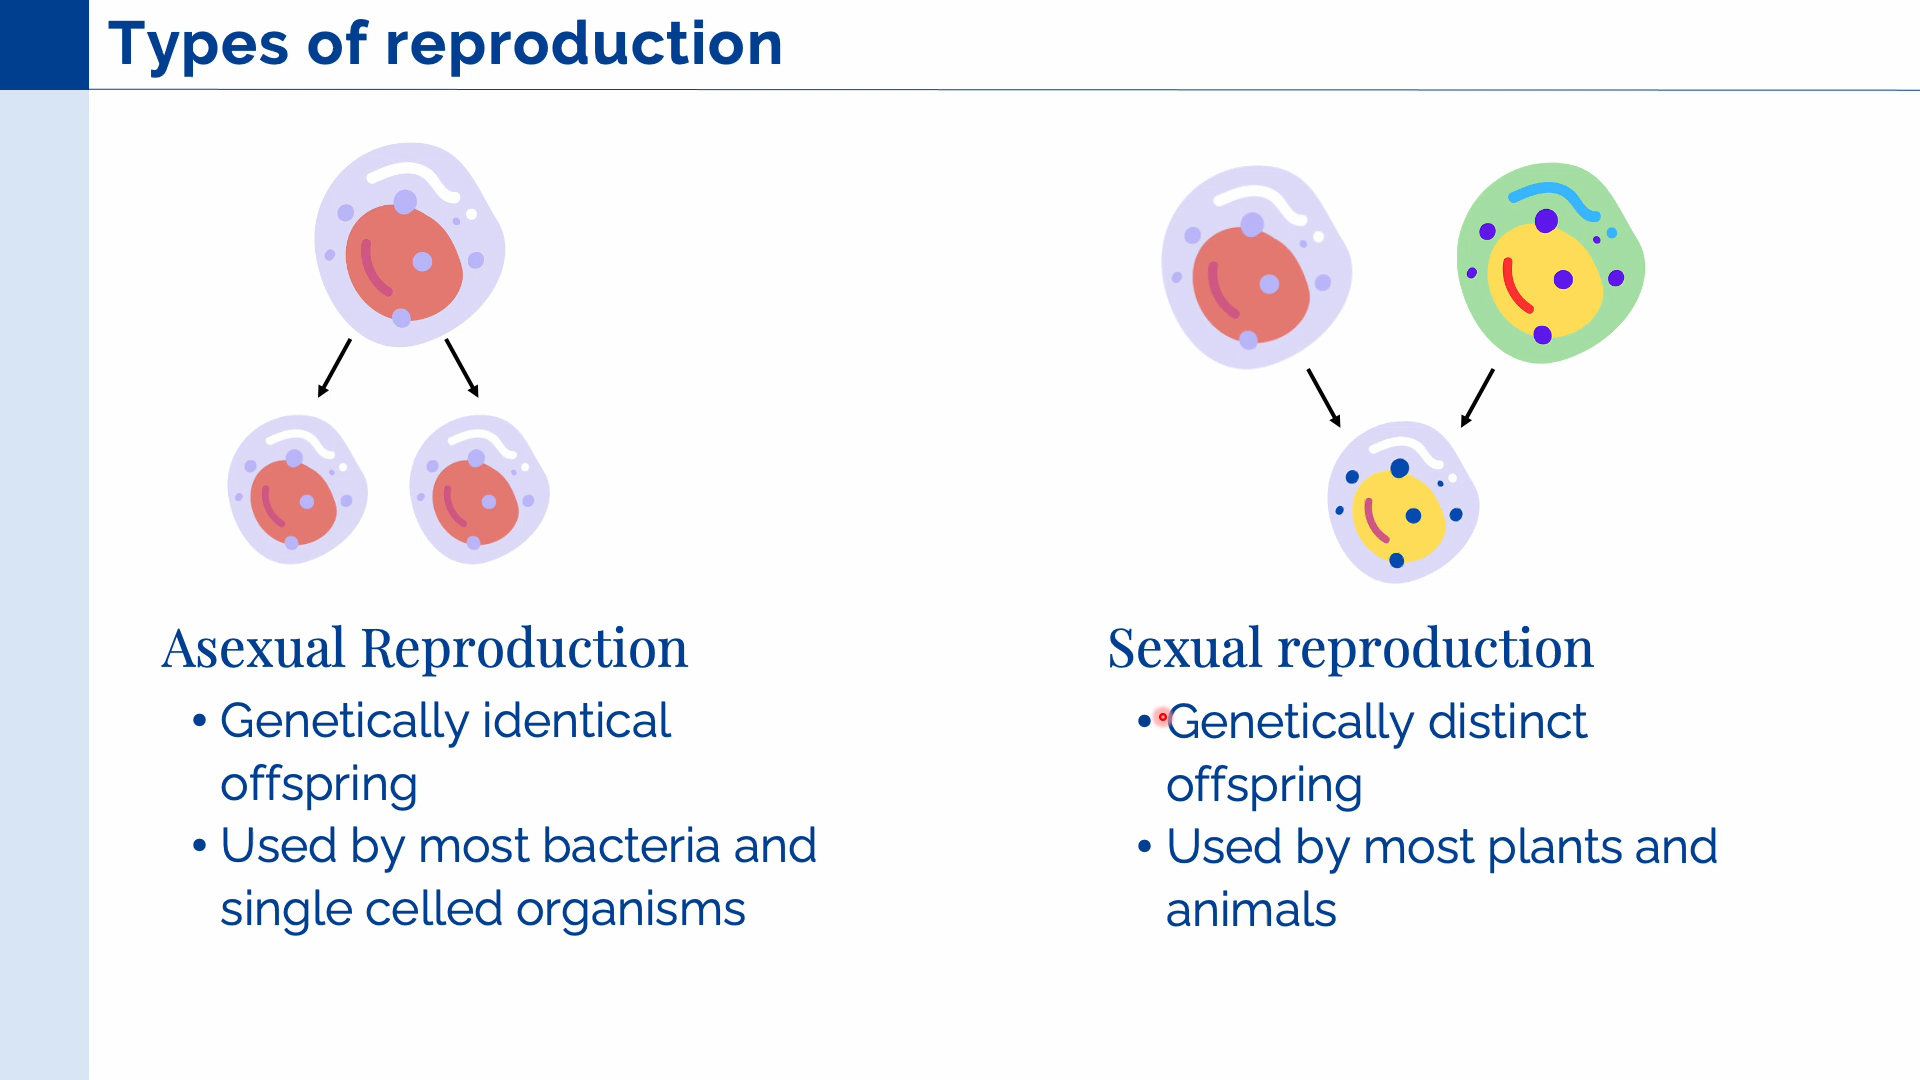 Types of reproduction
Asexual Reproduction
• Genetically identical
offspring
• Used by most bacteria and
single celled organisms
Sexual reproduction
• Genetically distinct
offspring
• Used by most plants and
animals